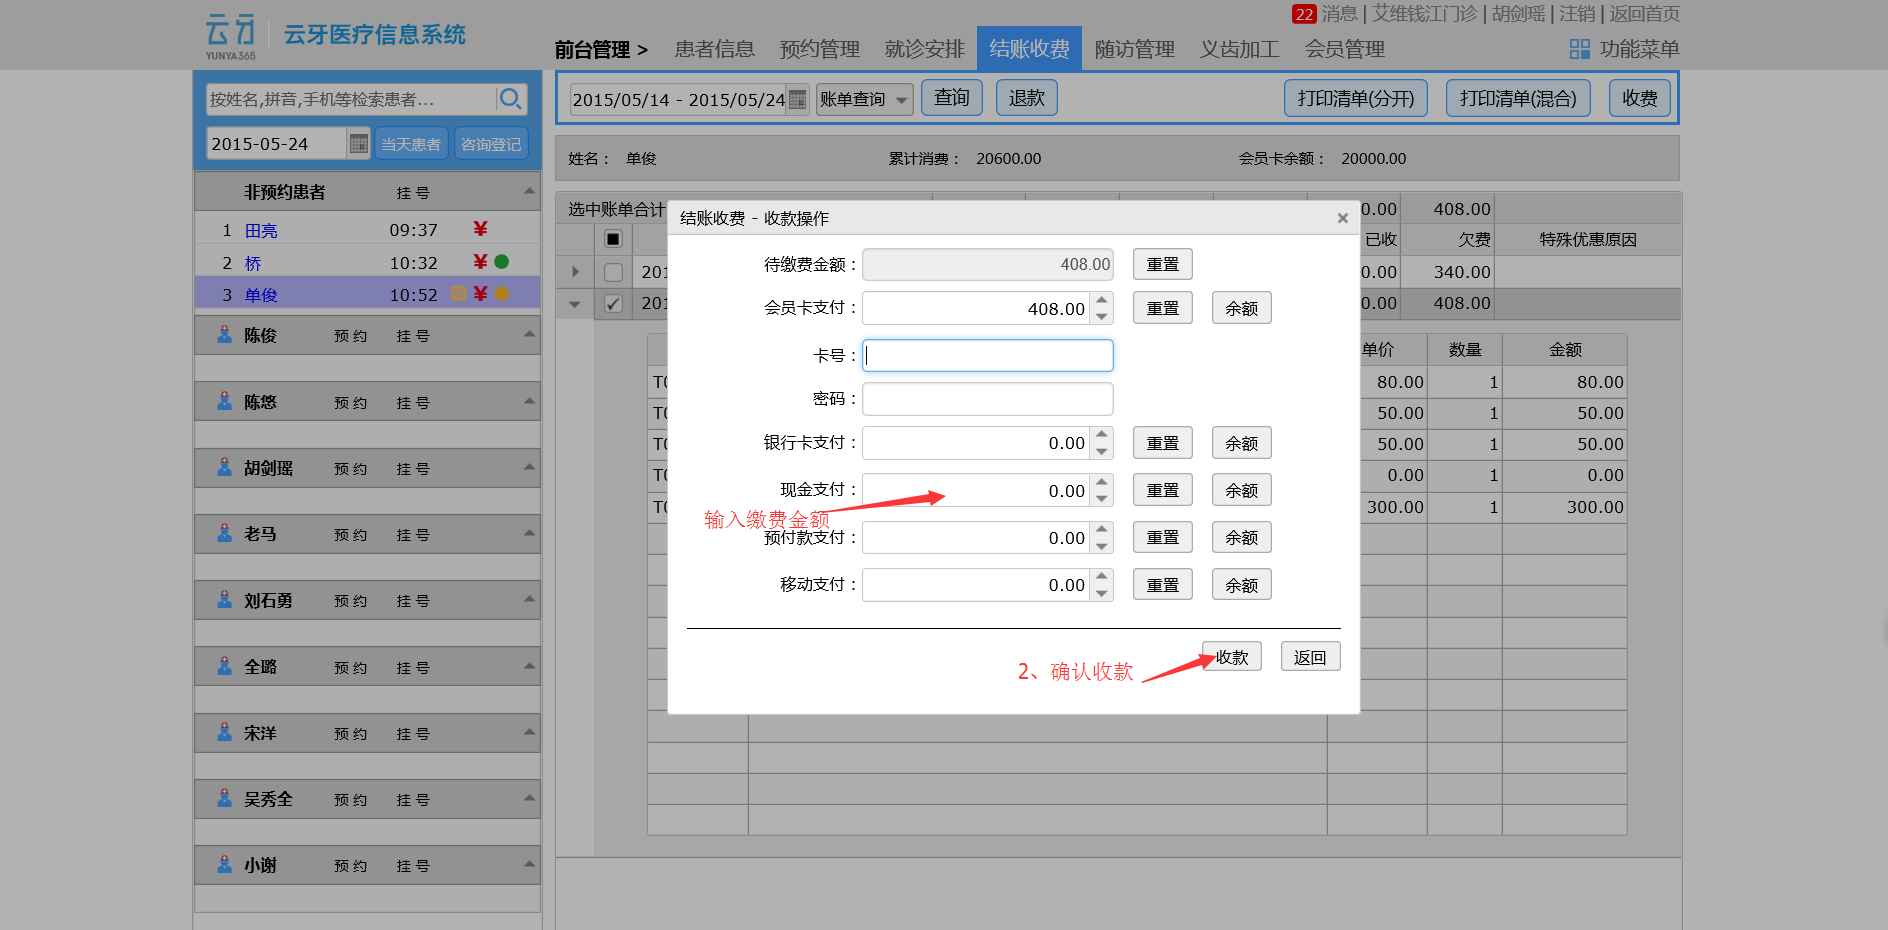 云牙
YUNYA365
云牙医疗信息系统
22 消息 | 艾维钱江门诊 | 胡剑瑶 | 注销 | 返回首页
前台管理 > 患者信息 预约管理 就诊安排 结账收费 随访管理 义齿加工 会员管理 功能菜单
按姓名,拼音,手机等检索患者...
2015-05-24 当天患者 咨询登记
非预约患者 挂 号
1 田亮 09:37 ¥
2 桥 10:32 ¥
3 单俊 10:52 ¥
陈俊 预 约 挂 号
陈悠 预 约 挂 号
胡剑瑶 预 约 挂 号
老马 预 约 挂 号
刘石勇 预 约 挂 号
全璐 预 约 挂 号
宋洋 预 约 挂 号
吴秀全 预 约 挂 号
小谢 预 约 挂 号
2015/05/14 - 2015/05/24 账单查询 查询 退款 打印清单(分开) 打印清单(混合) 收费
姓名： 单俊 累计消费： 20600.00 会员卡余额： 20000.00
选中账单合计 0.00 408.00
已收 欠费 特殊优惠原因
201 0.00 340.00
201 0.00 408.00
单价 数量 金额
T0 80.00 1 80.00
T0 50.00 1 50.00
T0 50.00 1 50.00
T0 0.00 1 0.00
T0 300.00 1 300.00
结账收费 - 收款操作 ×
待缴费金额： 408.00 重置
会员卡支付： 408.00 重置 余额
卡号：
密码：
银行卡支付： 0.00 重置 余额
现金支付： 0.00 重置 余额
输入缴费金额
预付款支付： 0.00 重置 余额
移动支付： 0.00 重置 余额
收款 返回
2、确认收款